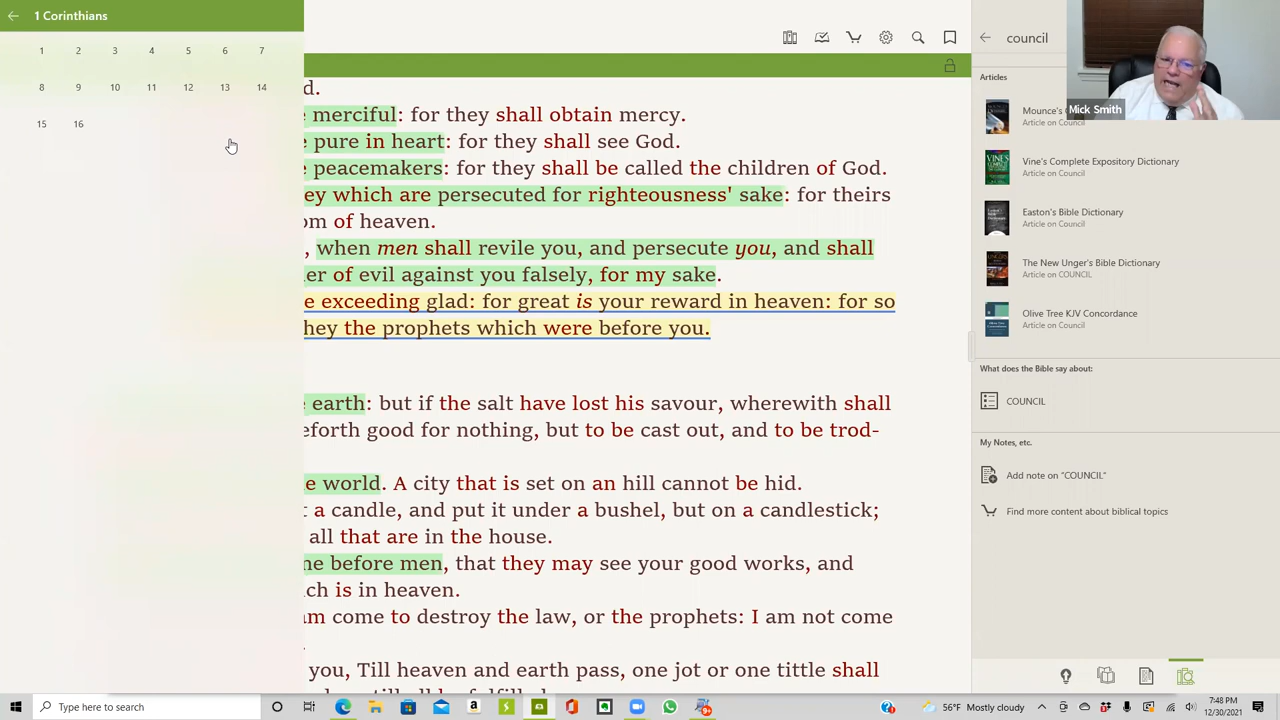 1 Corinthians
1 2 3 4 5 6 7
8 9 10 11 12 13 14
15 16
d.
e merciful: for they shall obtain mercy.
e pure in heart: for they shall see God.
e peacemakers: for they shall be called the children of God.
ey which are persecuted for righteousness' sake: for theirs
om of heaven.
, when men shall revile you, and persecute you, and shall
er of evil against you falsely, for my sake.
e exceeding glad: for great is your reward in heaven: for so
hey the prophets which were before you.
e earth: but if the salt have lost his savour, wherewith shall
eforth good for nothing, but to be cast out, and to be trod-
e world. A city that is set on an hill cannot be hid.
t a candle, and put it under a bushel, but on a candlestick;
all that are in the house.
ne before men, that they may see your good works, and
ch is in heaven.
am come to destroy the law, or the prophets: I am not come
you, Till heaven and earth pass, one jot or one tittle shall
council
Articles
Mounce's
Article on Council
Mick Smith
Vine's Complete Expository Dictionary
Article on Council
Easton's Bible Dictionary
Article on Council
The New Unger's Bible Dictionary
Article on COUNCIL
Olive Tree KJV Concordance
Article on Council
What does the Bible say about:
COUNCIL
My Notes, etc.
Add note on "COUNCIL"
Find more content about biblical topics
Type here to search
56°F Mostly cloudy
7:48 PM
12/30/2021